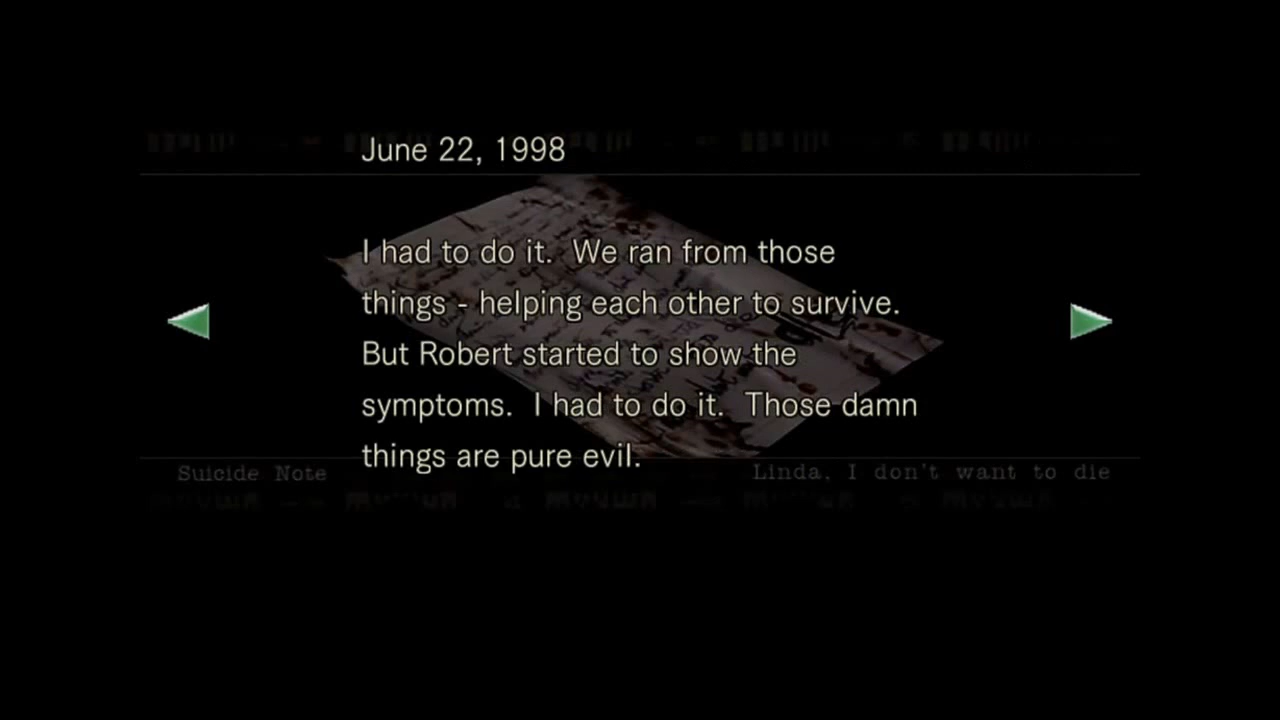 June 22, 1998
I had to do it. We ran from those
things - helping each other to survive.
But Robert started to show the
symptoms. I had to do it. Those damn
things are pure evil.
Suicide Note
Linda, I don't want to die